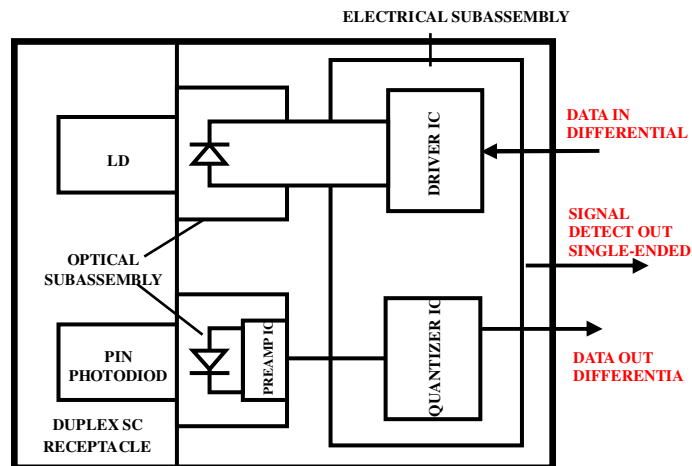 ELECTRICAL SUBASSEMBLY
LD
DRIVER IC
DATA IN
DIFFERENTIAL
SIGNAL
DETECT OUT
SINGLE-ENDED
OPTICAL
SUBASSEMBLY
PIN
PHOTODIOD
PREAMP IC
QUANTIZER IC
DATA OUT
DIFFERENTIA
DUPLEX SC
RECEPTACLE